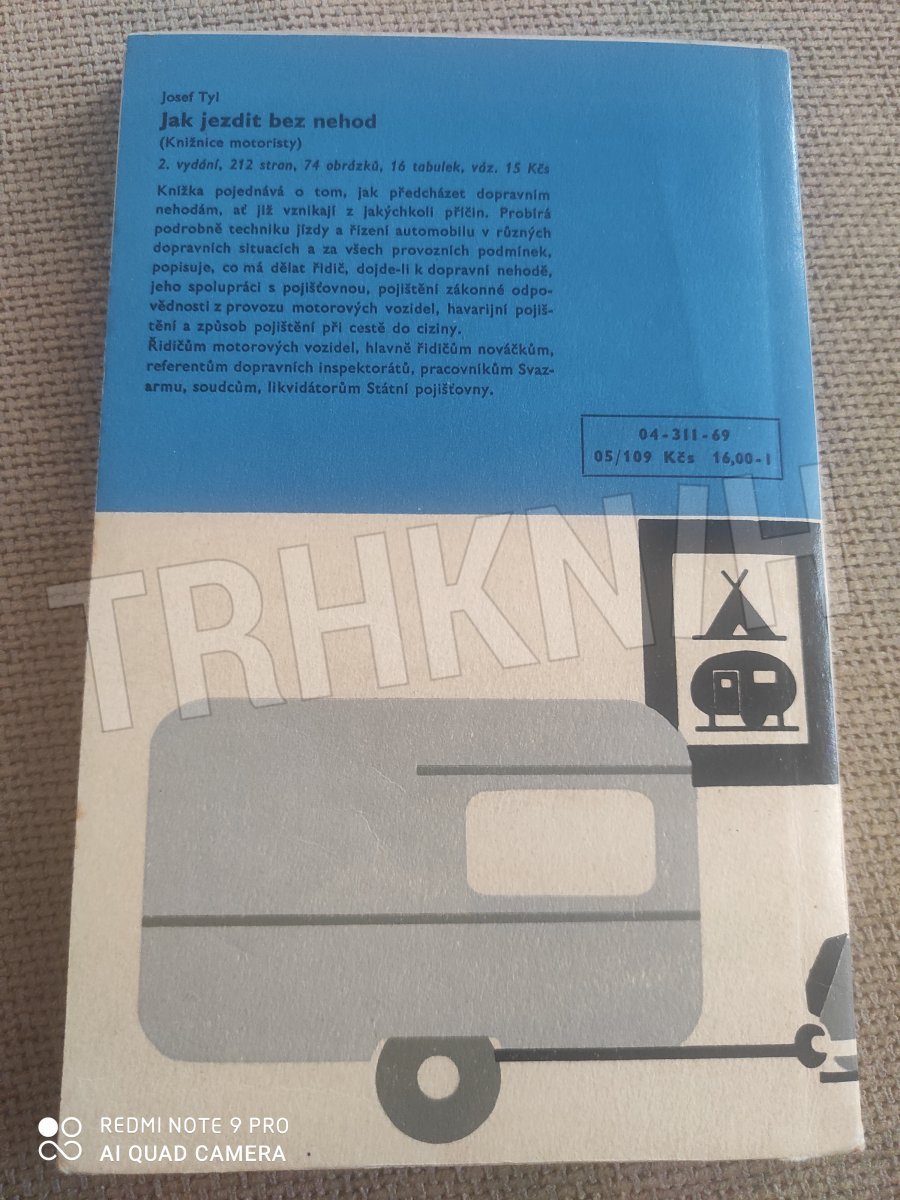 Josef Tyl
Jak jezdit bez nehod
(Knižnice motoristy)
2. vydání, 212 stran, 74 obrázků, 16 tabulek, váz. 15 Kčs
Knížka pojednává o tom, jak předcházet dopravním
nehodám, ať již vznikají z jakýchkoli příčin. Probírá
podrobně techniku jízdy a řízení automobilu v různých
dopravních situacích a za všech provozních podmínek,
popisuje, co má dělat řidič, dojde-li k dopravní nehodě,
jeho spolupráci s pojišťovnou, pojištění zákonné odpo-
vědnosti z provozu motorových vozidel, havarijní pojiš-
tění a způsob pojištění při cestě do ciziny.
Řidičům motorových vozidel, hlavně řidičům nováčkům,
referentům dopravních inspektorátů, pracovníkům Svaz-
armu, soudcům, likvidátorům Státní pojišťovny.
04-311-69
05/109 Kčs 16,00-I
TRHKNIH
REDMI NOTE 9 PRO
AI QUAD CAMERA